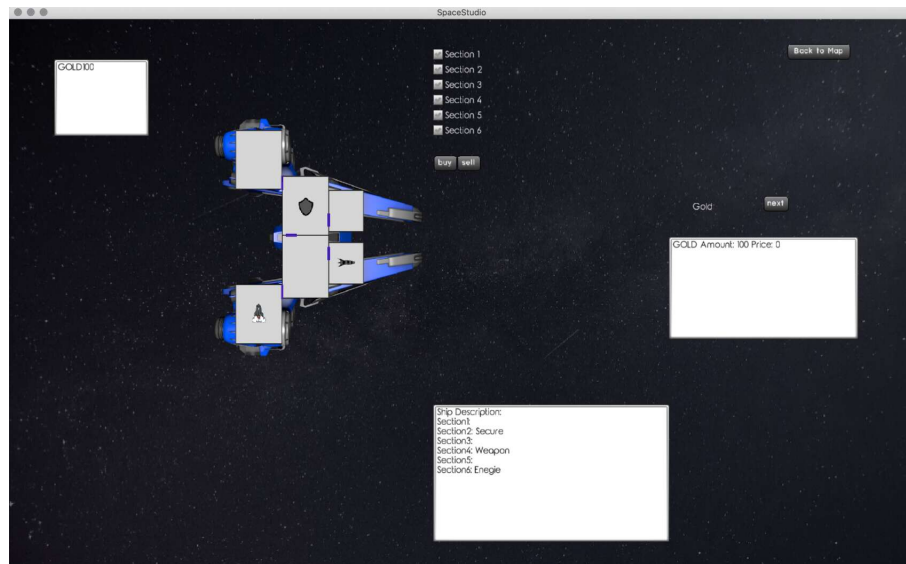 SpaceStudio
GOLD100
Section 1
Section 2
Section 3
Section 4
Section 5
Section 6
Back to Map
buy sell
Gold next
GOLD Amount: 100 Price: 0
Ship Description:
Section1:
Section2: Secure
Section3:
Section4: Weapon
Section5:
Section6: Enegie